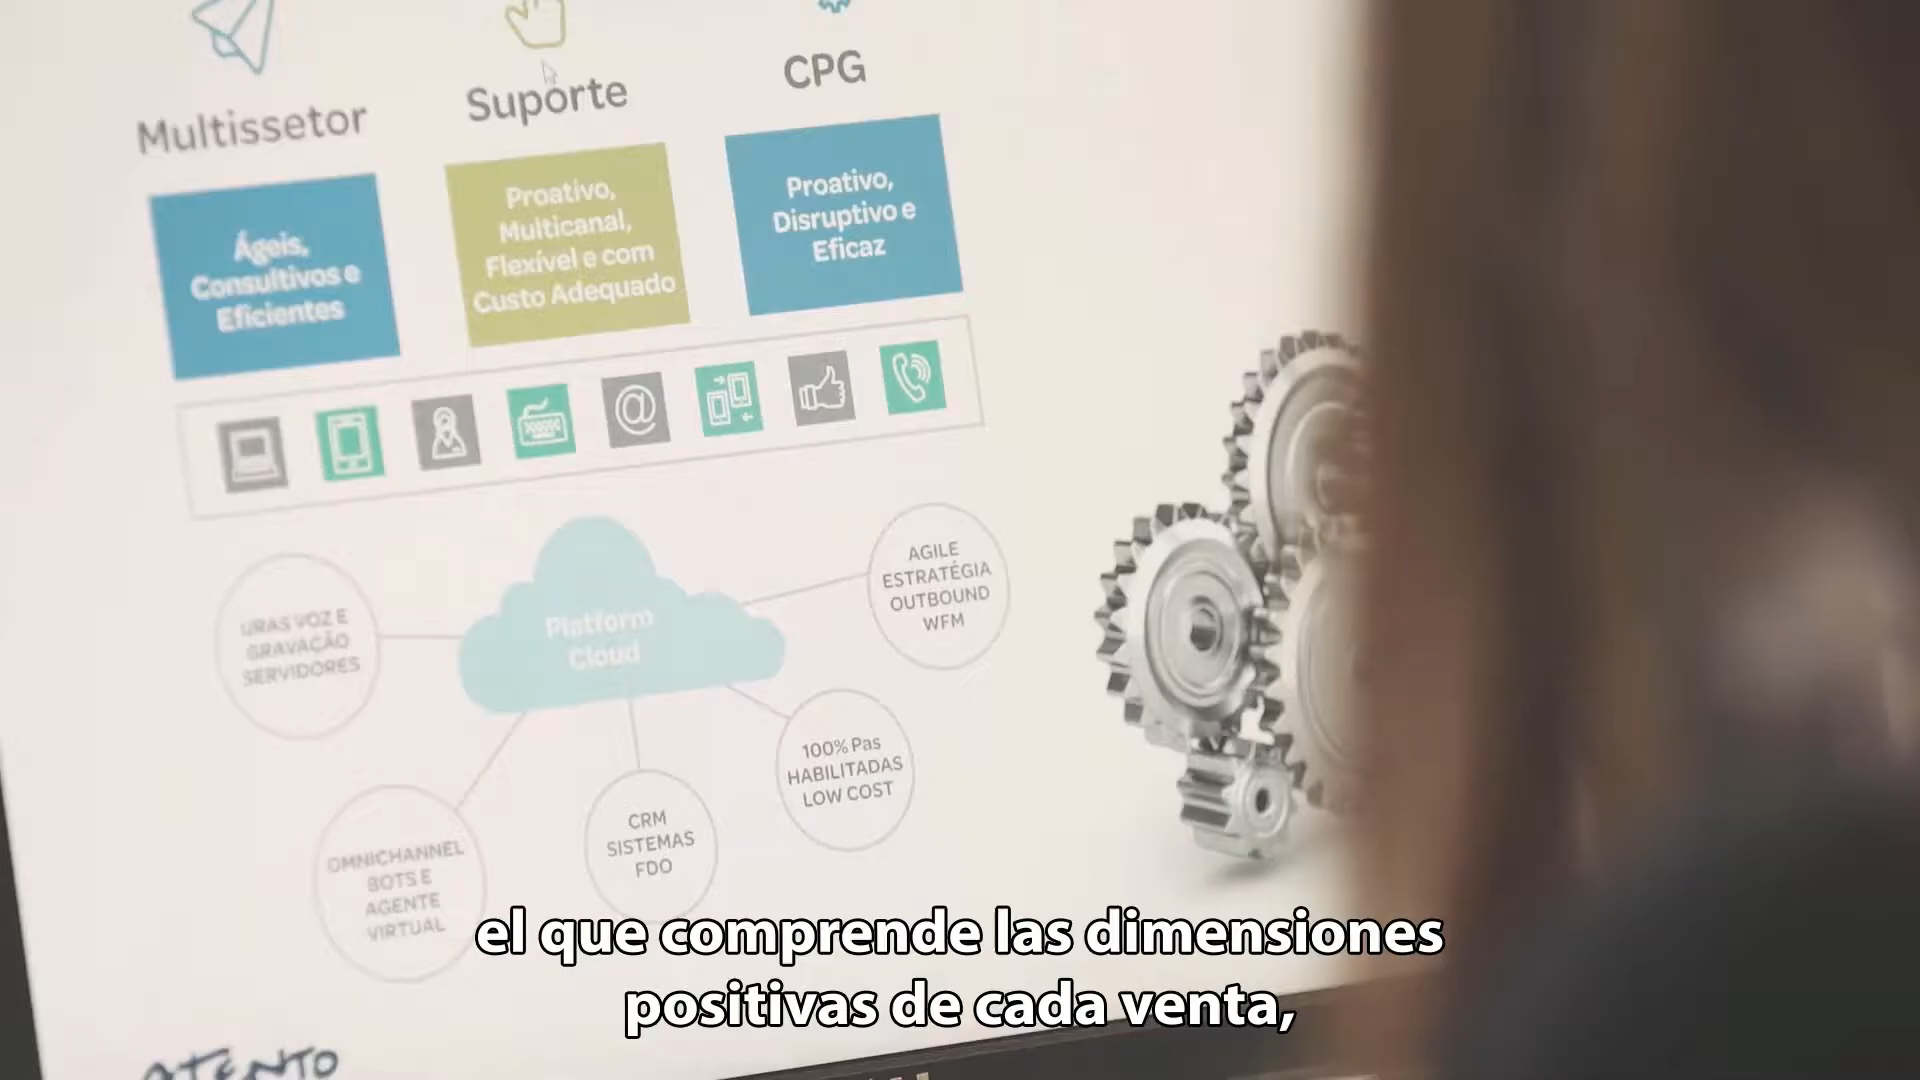 Multissetor
Suporte
CPG
Ágeis,
Consultivos e
Eficientes
Proativo,
Multicanal,
Flexível e com
Custo Adequado
Proativo,
Disruptivo e
Eficaz
@
Platform
Cloud
URAS VOZ E
GRAVAÇÃO
SERVIDORES
AGILE
ESTRATÉGIA
OUTBOUND
WFM
100% Pas
HABILITADAS
LOW COST
CRM
SISTEMAS
FDO
OMNICHANNEL
BOTS E
AGENTE
VIRTUAL
el que comprende las dimensiones
positivas de cada venta,
ATENTO